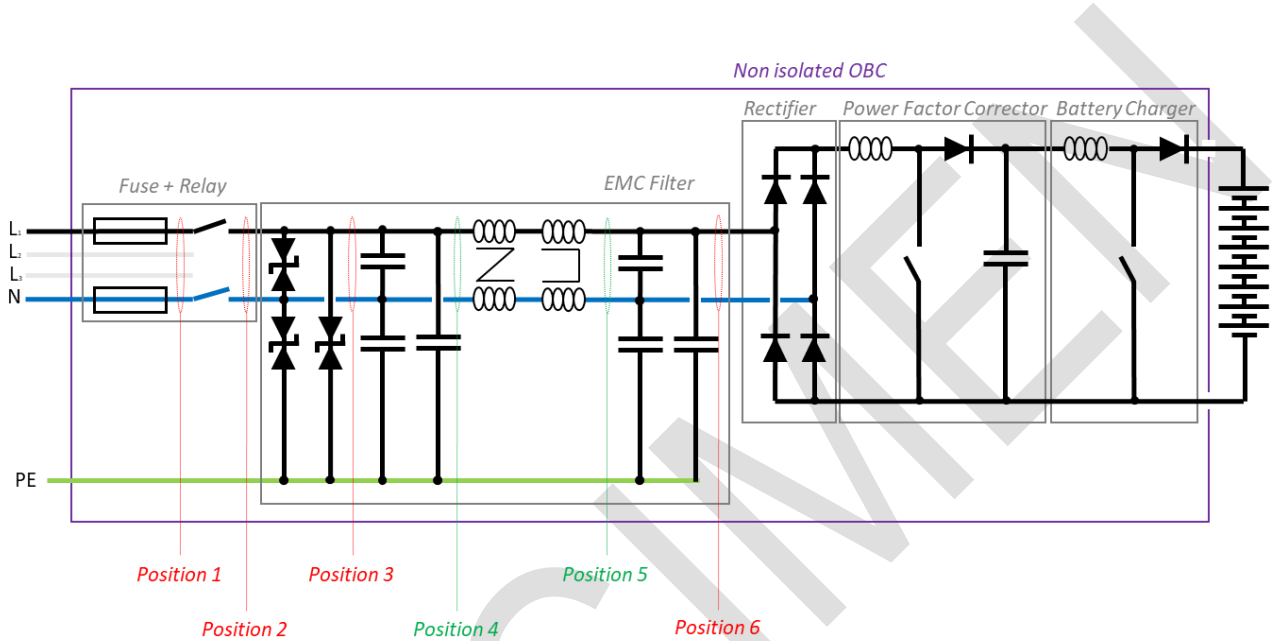 Non isolated OBC
Rectifier
Power Factor Corrector
Battery Charger
Fuse + Relay
EMC Filter
L1
L2
L3
N
PE
Position 1
Position 3
Position 5
Position 2
Position 4
Position 6
CIMEN